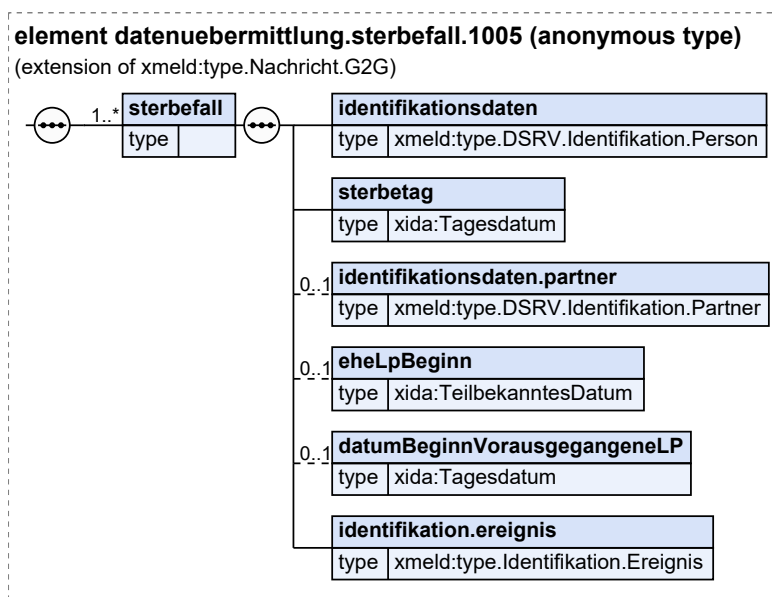 element datenuebermittlung.sterbefall.1005 (anonymous type)
(extension of xmeld:type.Nachricht.G2G)
1..*
sterbefall
type
identifikationsdaten
type xmeld:type.DSRV.Identifikation.Person
sterbetag
type xida:Tagesdatum
0..1
identifikationsdaten.partner
type xmeld:type.DSRV.Identifikation.Partner
0..1
eheLpBeginn
type xida:TeilbekanntesDatum
0..1
datumBeginnVorausgegangeneLP
type xida:Tagesdatum
identifikation.ereignis
type xmeld:type.Identifikation.Ereignis